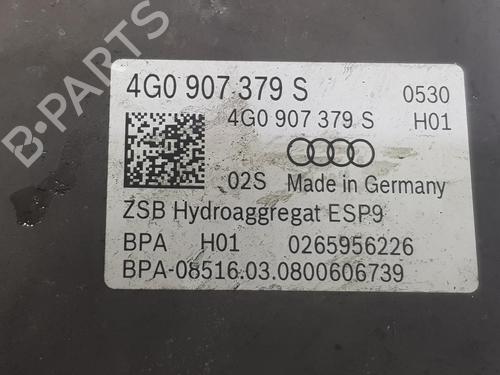 4G0 907 379 S 0530
4G0 907 379 S H01
02S Made in Germany
ZSB Hydroaggregat ESP9
BPA H01 0265956226
BPA-08516.03.0800606739
B-PARTS